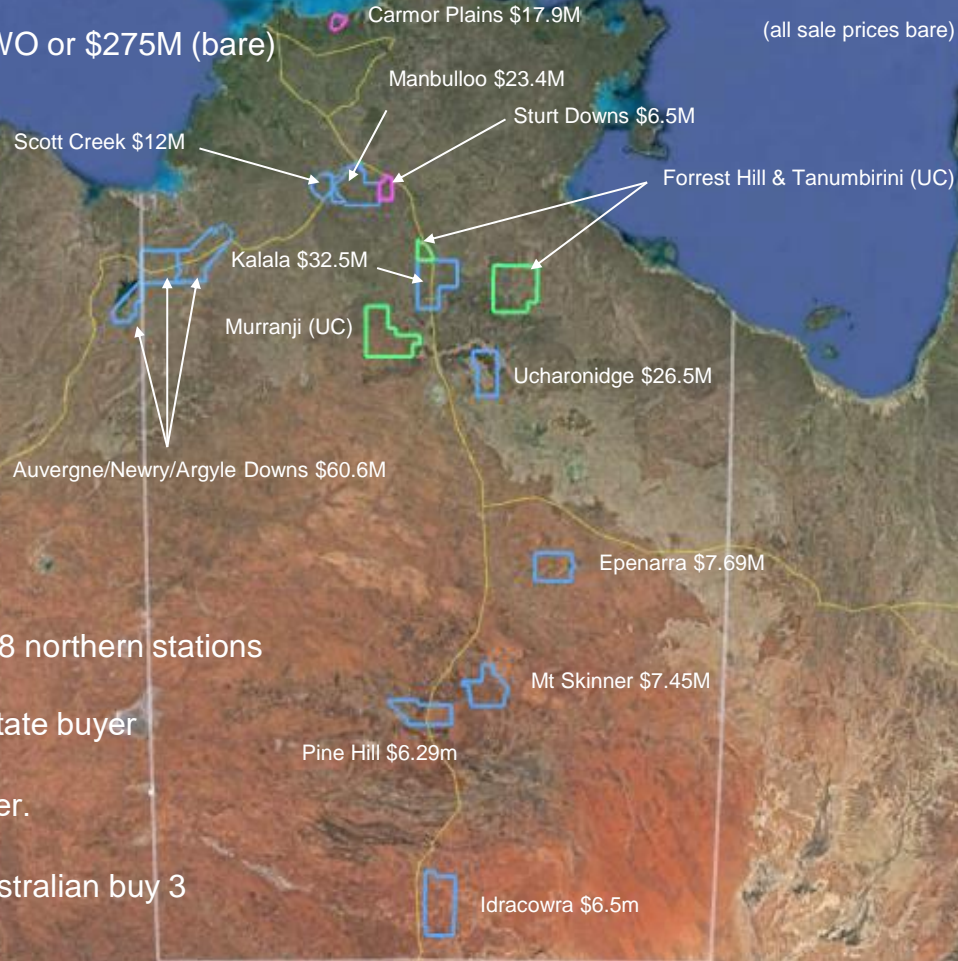 Carmor Plains $17.9M
(all sale prices bare)
WO or $275M (bare)
Manbulloo $23.4M
Sturt Downs $6.5M
Scott Creek $12M
Forrest Hill & Tanumbirini (UC)
Kalala $32.5M
Murranji (UC)
Ucharonidge $26.5M
Auvergne/Newry/Argyle Downs $60.6M
Epenarra $7.69M
8 northern stations
Mt Skinner $7.45M
tate buyer
Pine Hill $6.29m
er.
stralian buy 3
Idracowra $6.5m